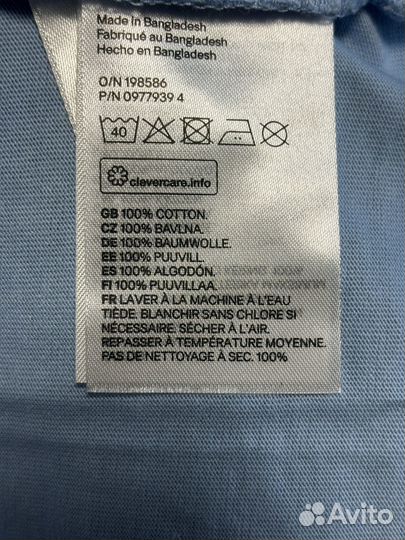 Made in Bangladesh
Fabriqué au Bangladesh
Hecho en Bangladesh
O/N 198586
P/N 0977939 4
40
clevercare.info
GB 100% COTTON.
CZ 100% BAVLNA.
DE 100% BAUMWOLLE.
EE 100% PUUVILL.
ES 100% ALGODÓN.
FI 100% PUUVILLAA.
FR LAVER À LA MACHINE À L'EAU
TIÈDE. BLANCHIR SANS CHLORE SI
NÉCESSAIRE. SÉCHER À L'AIR.
REPASSER À TEMPÉRATURE MOYENNE.
PAS DE NETTOYAGE À SEC. 100%
Avito